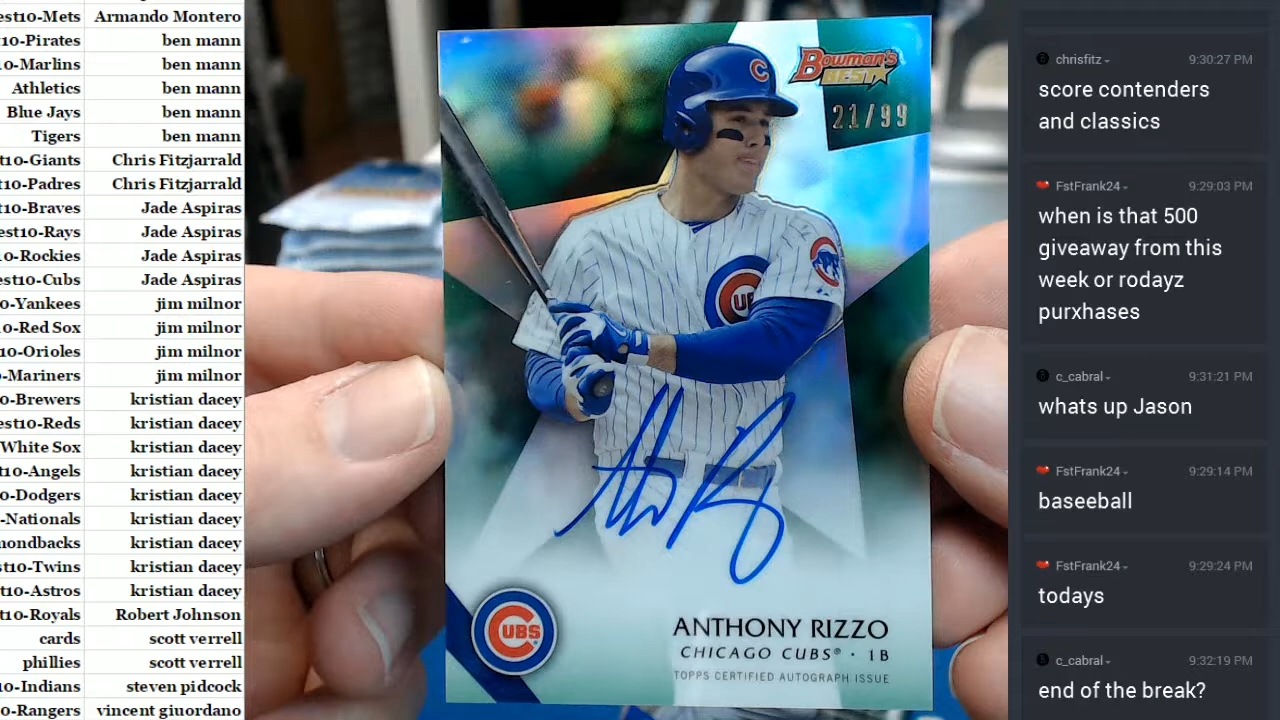 est10-Mets Armando Montero
t10-Pirates ben mann
0-Marlins ben mann
Athletics ben mann
Blue Jays ben mann
Tigers ben mann
t10-Giants Chris Fitzjarrald
t10-Padres Chris Fitzjarrald
t10-Braves Jade Aspiras
est10-Rays Jade Aspiras
0-Rockies Jade Aspiras
est10-Cubs Jade Aspiras
0-Yankees jim milnor
0-Red Sox jim milnor
10-Orioles jim milnor
-Mariners jim milnor
0-Brewers kristian dacey
est10-Reds kristian dacey
White Sox kristian dacey
t10-Angels kristian dacey
0-Dodgers kristian dacey
-Nationals kristian dacey
mondbacks kristian dacey
st10-Twins kristian dacey
st10-Astros kristian dacey
t10-Royals Robert Johnson
cards scott verrell
phillies scott verrell
10-Indians steven pidcock
0-Rangers vincent giuordano
BOWMAN'S
BEST
21/99
C
CUBS
ANTHONY RIZZO
CHICAGO CUBS® · 1B
TOPPS CERTIFIED AUTOGRAPH ISSUE
chrisfitz 9:30:27 PM
score contenders
and classics
FstFrank24 9:29:03 PM
when is that 500
giveaway from this
week or rodayz
purxhases
c_cabral 9:31:21 PM
whats up Jason
FstFrank24 9:29:14 PM
baseeball
FstFrank24 9:29:24 PM
todays
c_cabral 9:32:19 PM
end of the break?